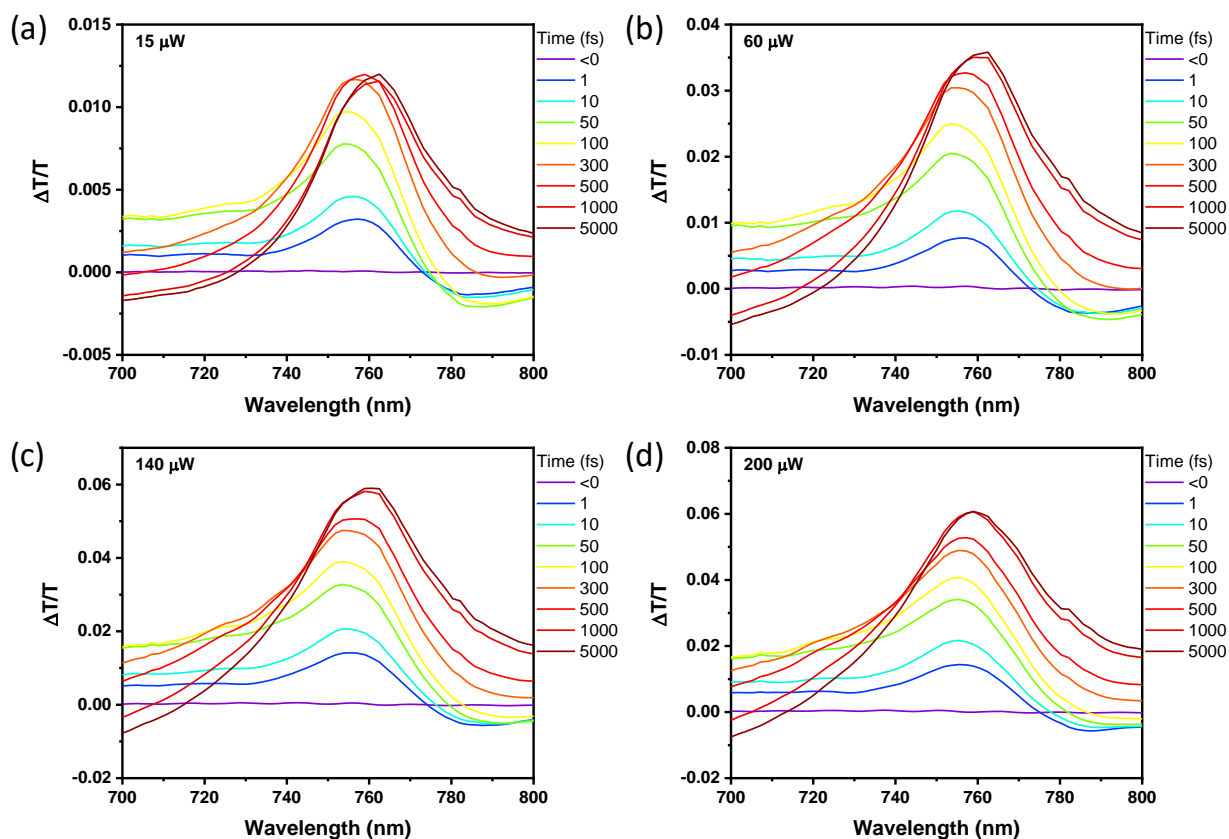 (a)
15 μW
ΔT/T
0.015
0.010
0.005
0.000
-0.005
700 720 740 760 780 800
Wavelength (nm)
Time (fs)
<0
1
10
50
100
300
500
1000
5000
(b)
60 μW
ΔT/T
0.04
0.03
0.02
0.01
0.00
-0.01
700 720 740 760 780 800
Wavelength (nm)
Time (fs)
<0
1
10
50
100
300
500
1000
5000
(c)
140 μW
ΔT/T
0.06
0.04
0.02
0.00
-0.02
700 720 740 760 780 800
Wavelength (nm)
Time (fs)
<0
1
10
50
100
300
500
1000
5000
(d)
200 μW
ΔT/T
0.08
0.06
0.04
0.02
0.00
-0.02
700 720 740 760 780 800
Wavelength (nm)
Time (fs)
<0
1
10
50
100
300
500
1000
5000